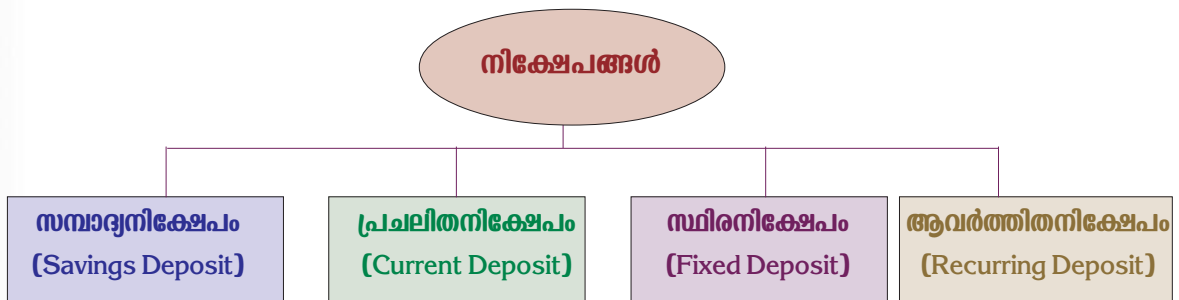 നിക്ഷേപങ്ങൾ
സമ്പാദ്യനിക്ഷേപം
(Savings Deposit)
പ്രചലിതനിക്ഷേപം
(Current Deposit)
സ്ഥിരനിക്ഷേപം
(Fixed Deposit)
ആവർത്തിതനിക്ഷേപം
(Recurring Deposit)